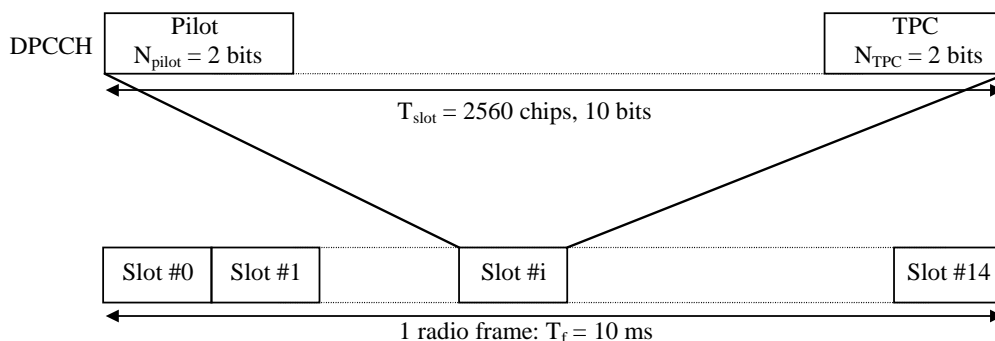 DPCCH
Pilot
N_pilot = 2 bits
TPC
N_TPC = 2 bits
T_slot = 2560 chips, 10 bits
Slot #0
Slot #1
Slot #i
Slot #14
1 radio frame: T_f = 10 ms